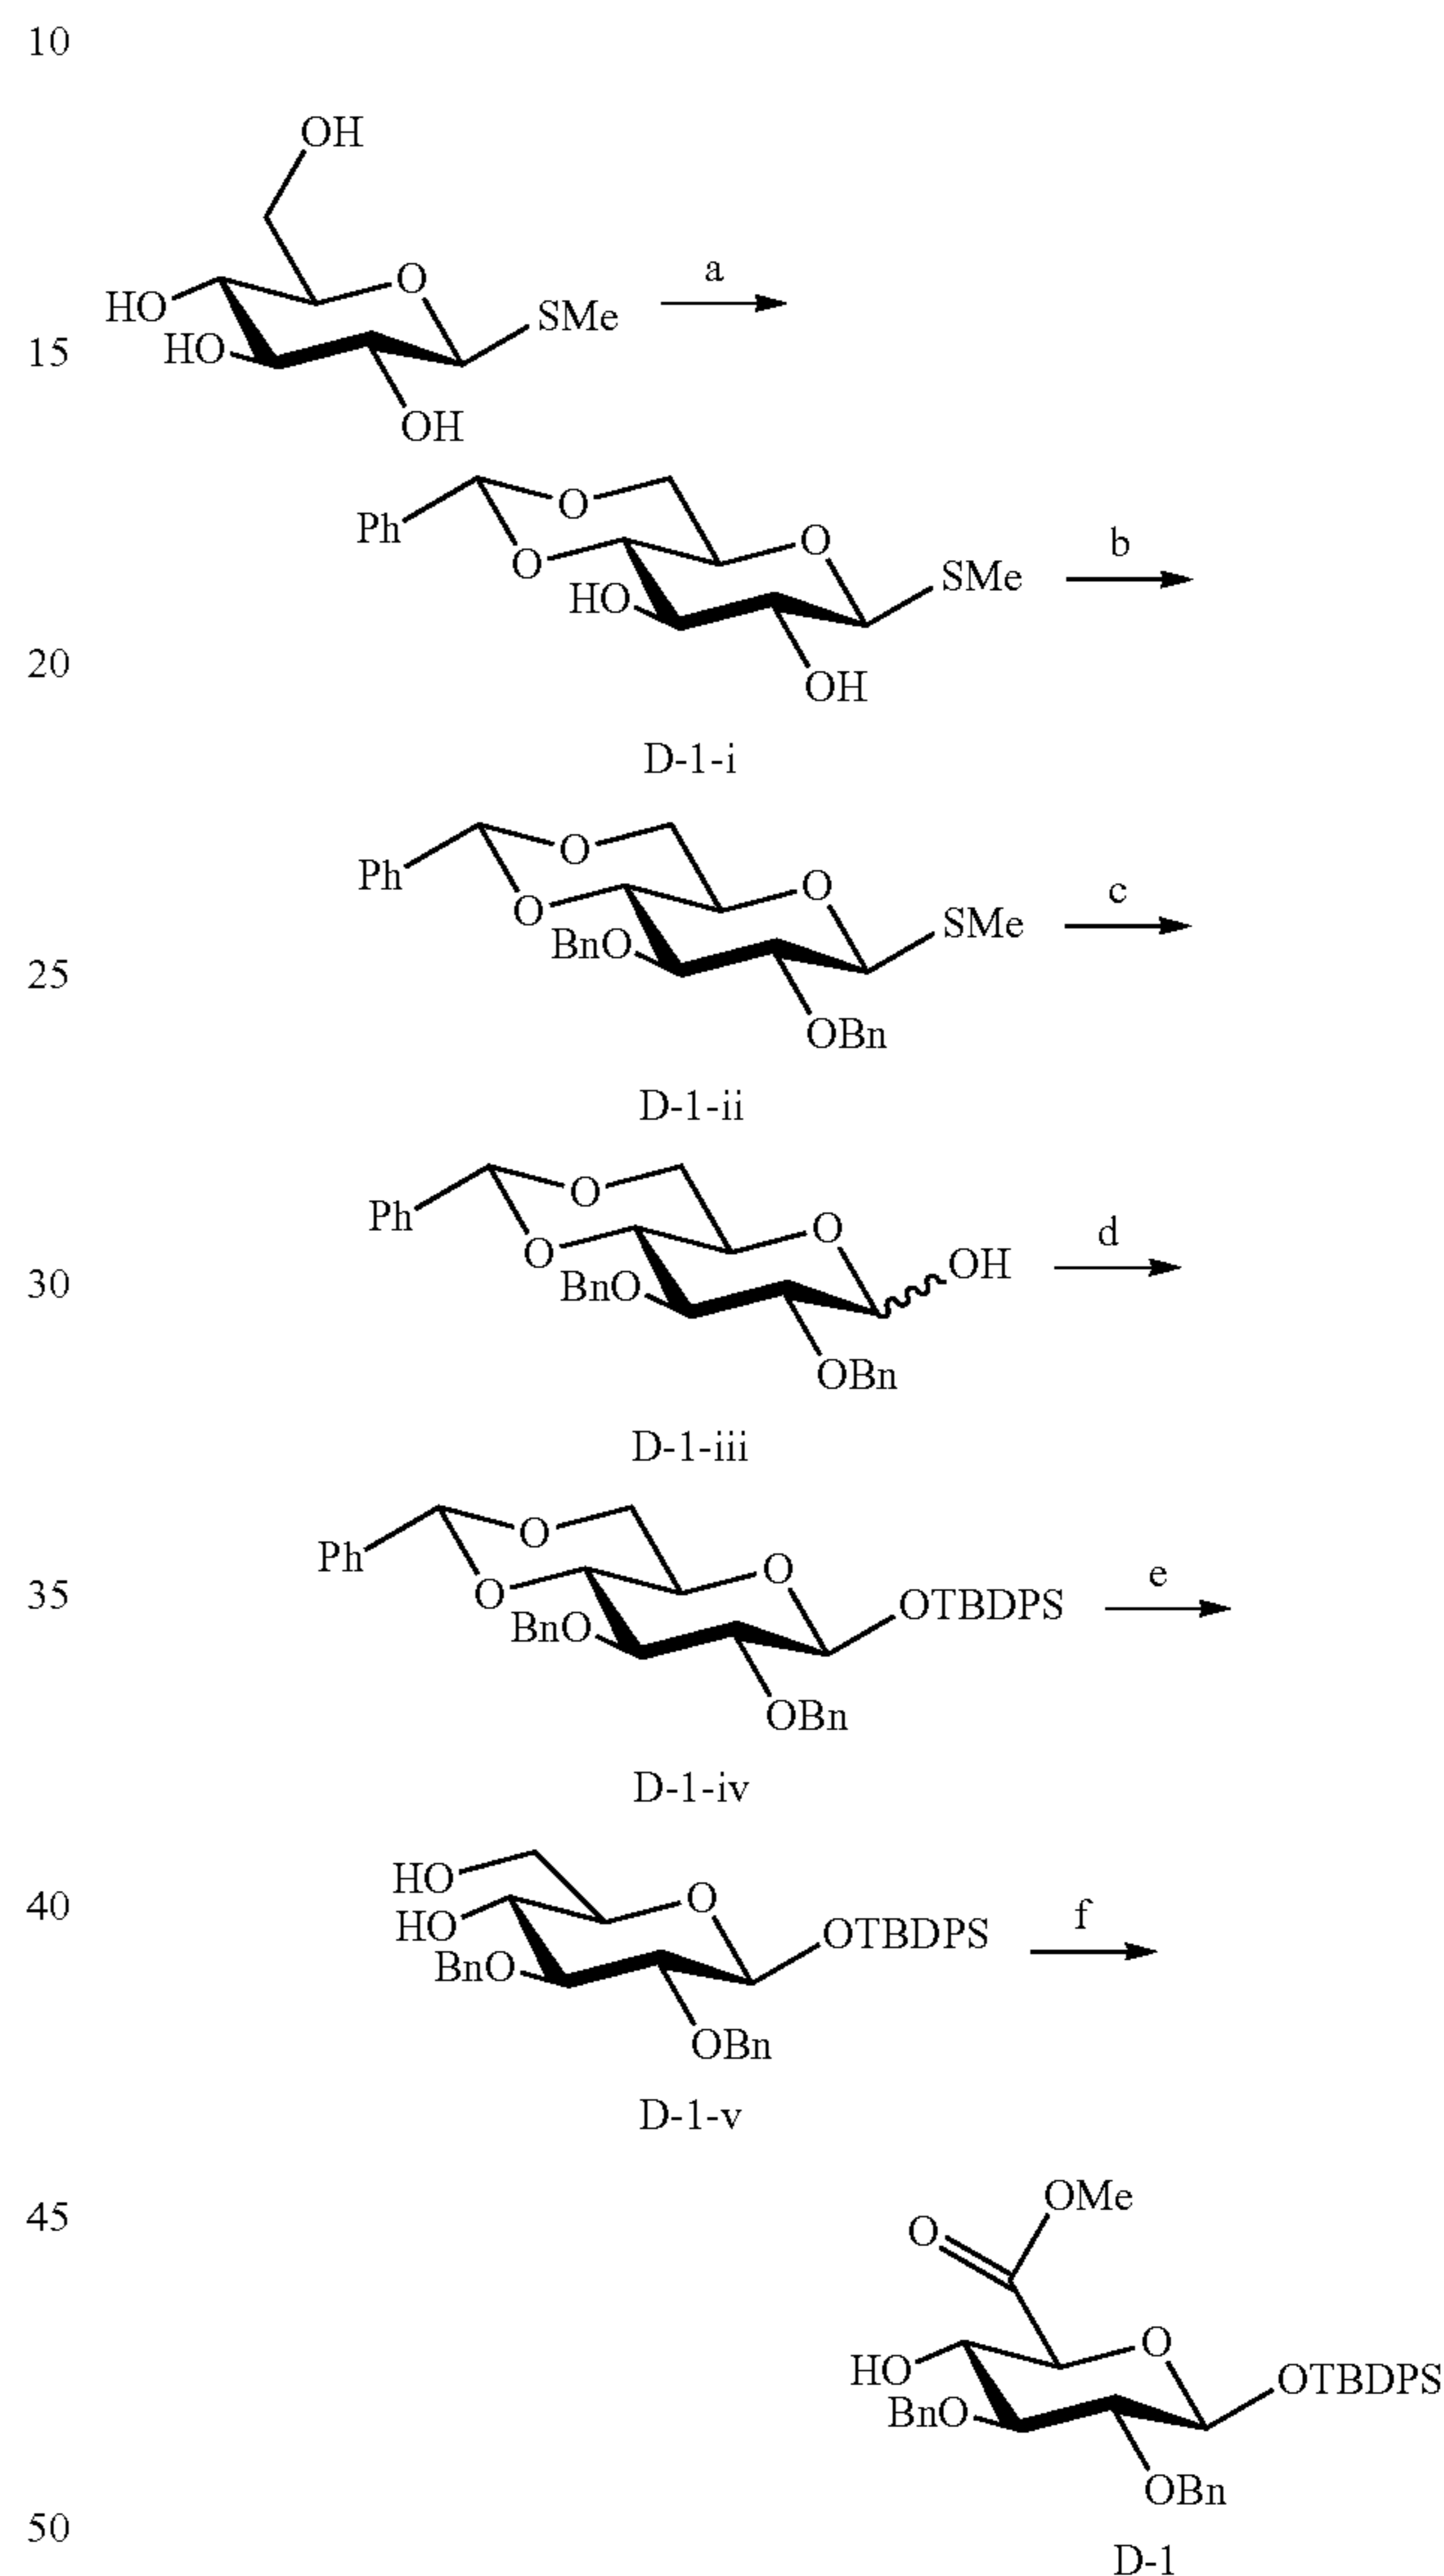 10
OH
O
a
HO
SMe
15
HO
OH
O
Ph
O
O
b
SMe
HO
20
OH
D-1-i
O
Ph
O
O
c
SMe
BnO
25
OBn
D-1-ii
O
Ph
O
O
d
OH
30
BnO
OBn
D-1-iii
O
Ph
O
35
O
e
OTBDPS
BnO
OBn
D-1-iv
HO
40
O
HO
f
OTBDPS
BnO
OBn
D-1-v
45
OMe
O
O
HO
OTBDPS
BnO
OBn
50
D-1